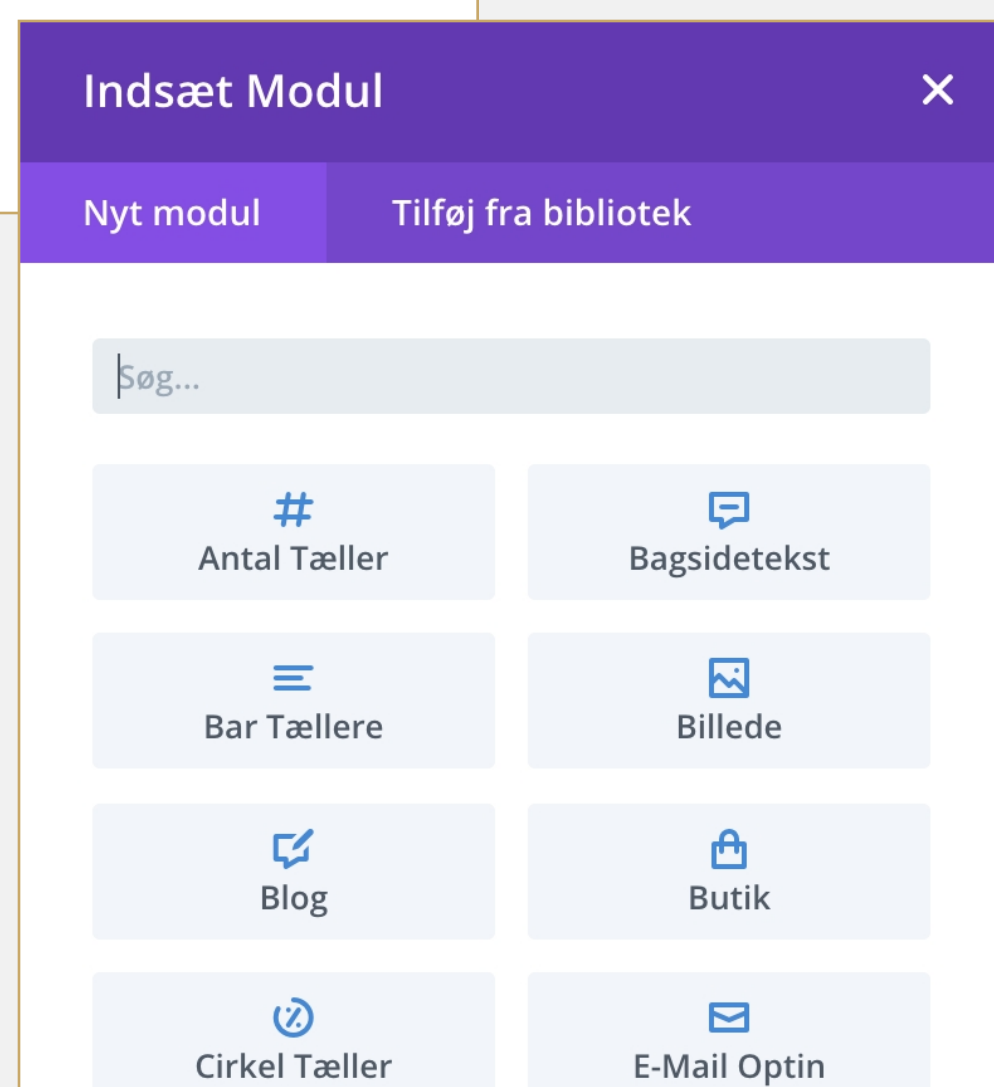 Indsæt Modul
Nyt modul
Tilføj fra bibliotek
Søg...
Antal Tæller
Bagsidetekst
Bar Tællere
Billede
Blog
Butik
Cirkel Tæller
E-Mail Optin